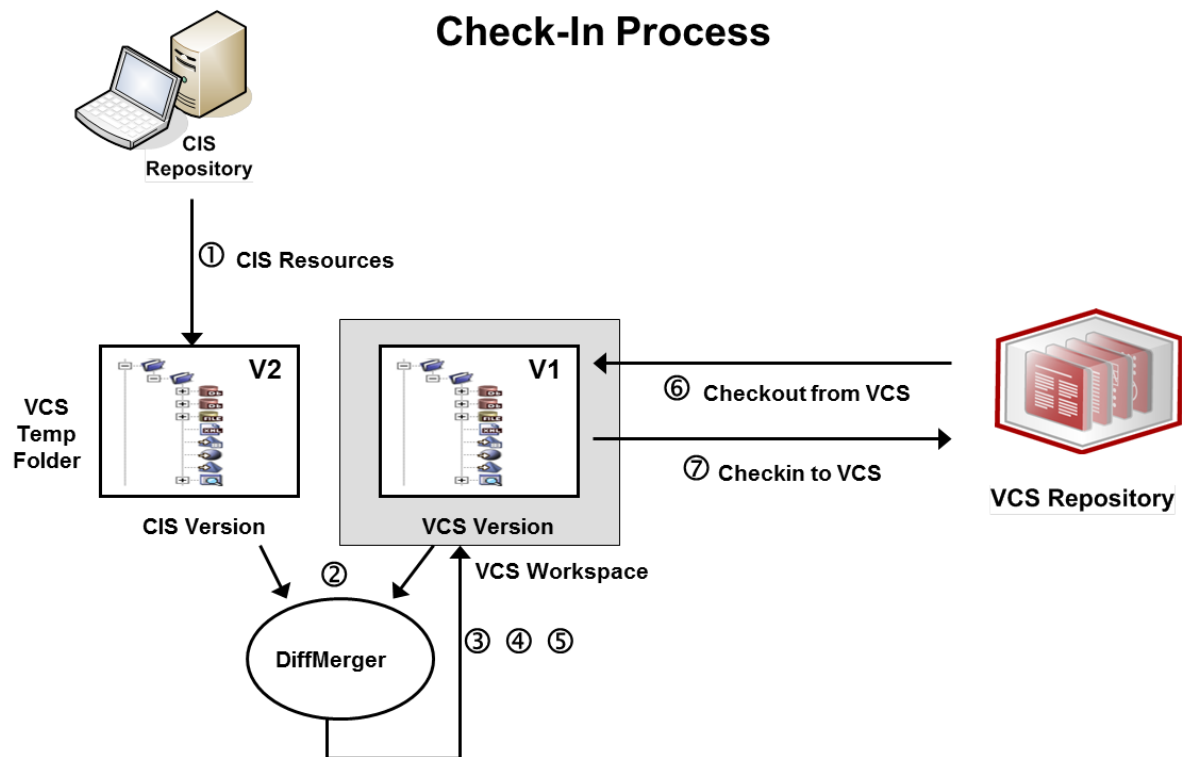 Check-In Process
CIS
Repository
① CIS Resources
V2
V1
VCS
Temp
Folder
⑥ Checkout from VCS
⑦ Checkin to VCS
VCS Repository
CIS Version
VCS Version
②
VCS Workspace
③ ④ ⑤
DiffMerger